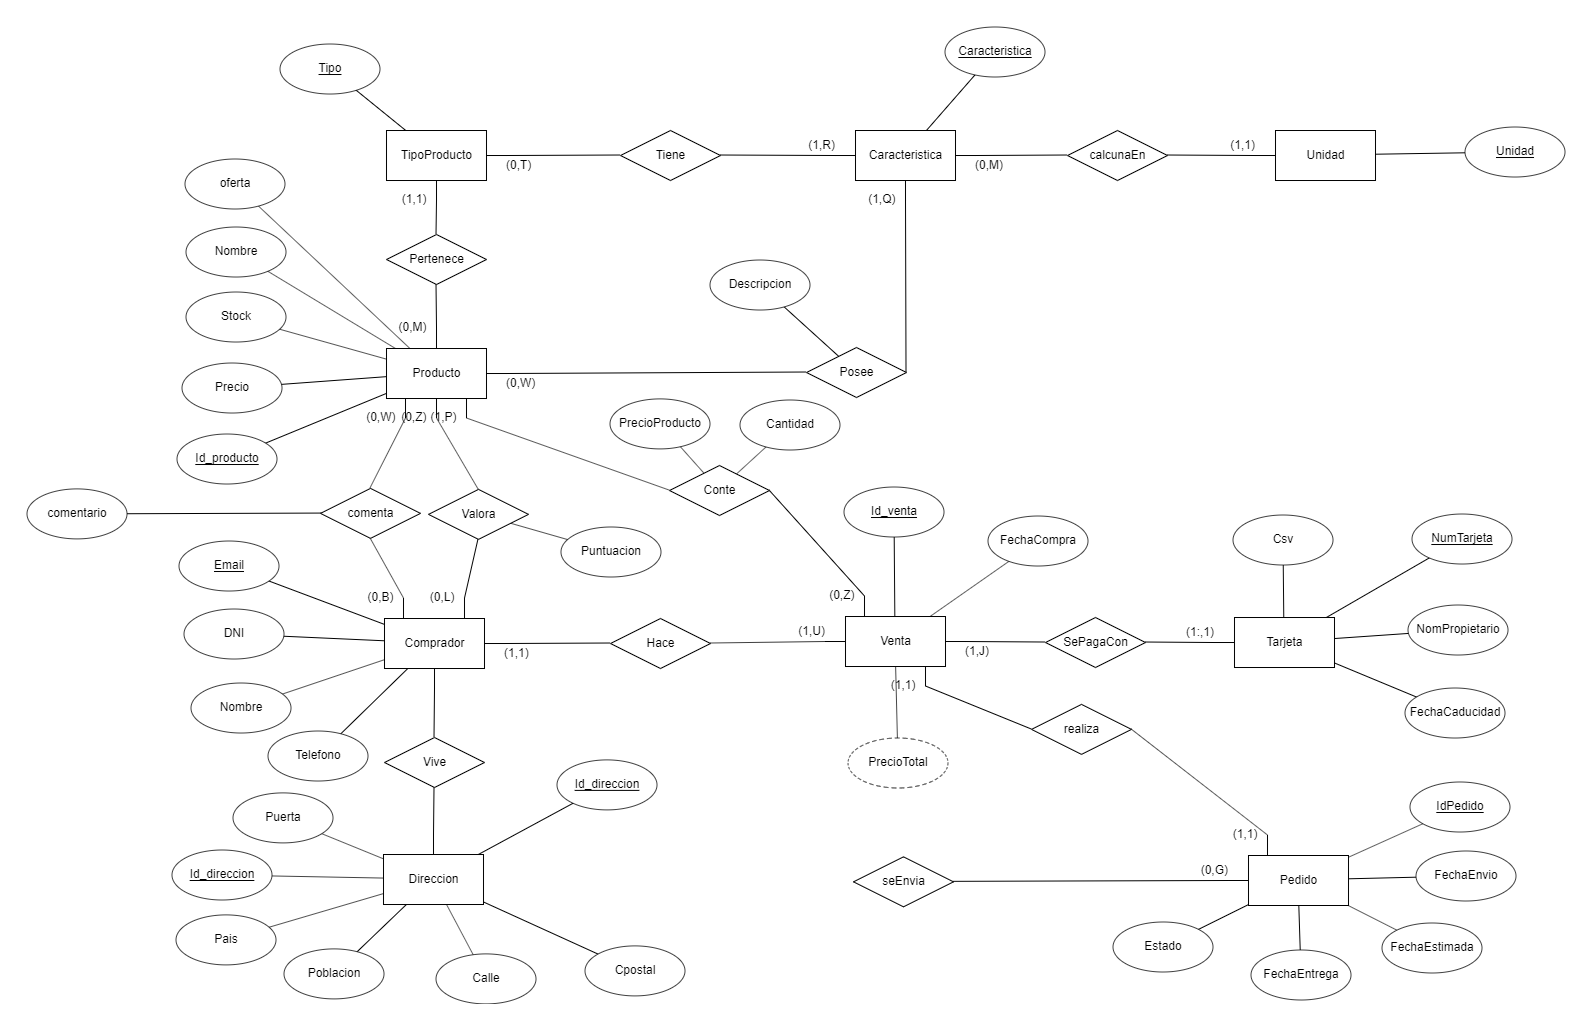 Caracteristica
Tipo
TipoProducto
(0,T)
Tiene
(1,R)
Caracteristica
(0,M)
calcunaEn
(1,1)
Unidad
Unidad
oferta
(1,1)
(1,Q)
Nombre
Pertenece
Descripcion
Stock
(0,M)
Precio
Producto
(0,W)
Posee
(0,W)
(0,Z)
(1,P)
PrecioProducto
Cantidad
Id_producto
Conte
comentario
comenta
Valora
Id_venta
FechaCompra
Csv
NumTarjeta
Puntuacion
Email
(0,B)
(0,L)
(0,Z)
DNI
Comprador
(1,1)
Hace
(1,U)
Venta
(1,J)
SePagaCon
(1:,1)
Tarjeta
NomPropietario
(1,1)
Nombre
FechaCaducidad
realiza
Telefono
Vive
PrecioTotal
Id_direccion
Puerta
IdPedido
(1,1)
Id_direccion
Direccion
seEnvia
(0,G)
Pedido
FechaEnvio
Pais
Estado
FechaEstimada
Poblacion
Calle
Cpostal
FechaEntrega